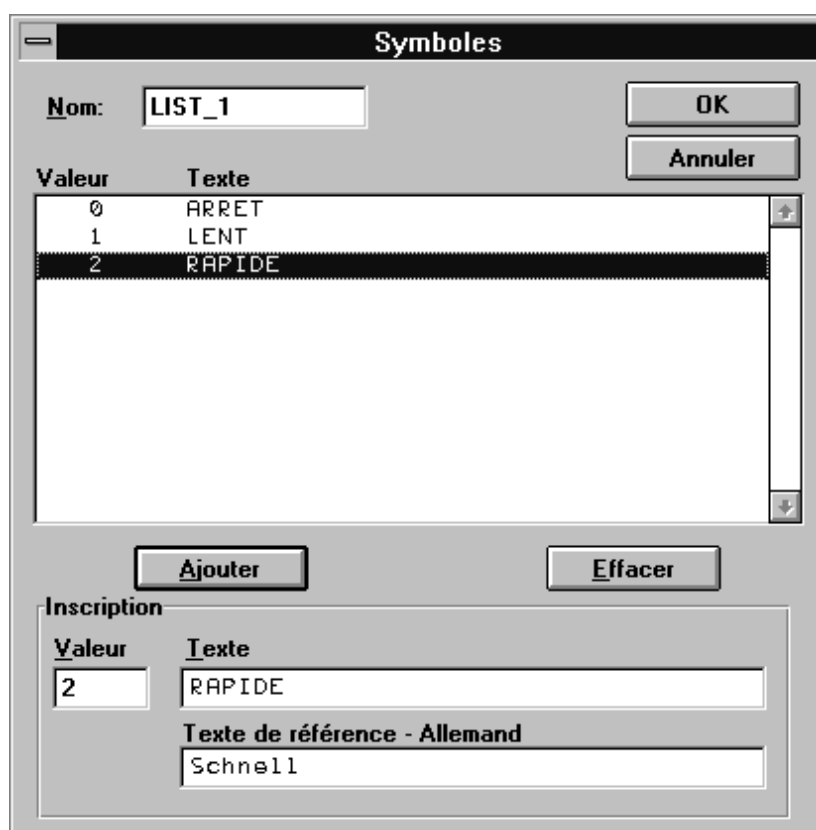 Symboles
Nom: LIST_1 OK
Annuler
Valeur Texte
0 ARRET
1 LENT
2 RAPIDE
Ajouter Effacer
Inscription
Valeur Texte
2 RAPIDE
Texte de référence - Allemand
Schnell